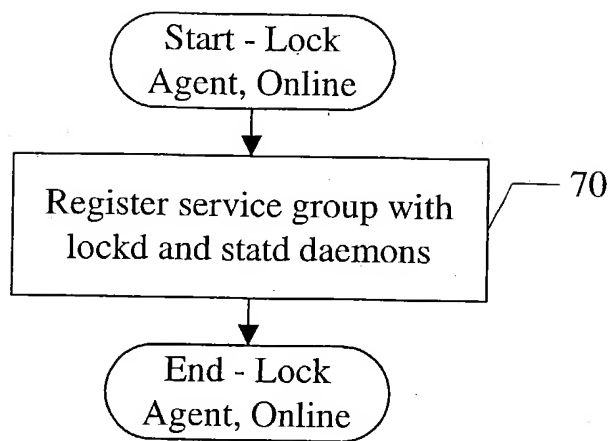 Start - Lock
Agent, Online
Register service group with
lockd and statd daemons
70
End - Lock
Agent, Online